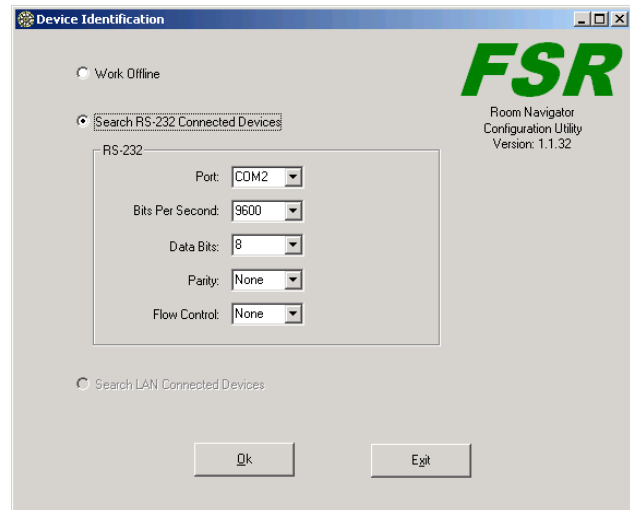 Device Identification
Work Offline
FSR
Room Navigator
Configuration Utility
Version: 1.1.32
Search RS-232 Connected Devices
RS-232
Port: COM2
Bits Per Second: 9600
Data Bits: 8
Parity: None
Flow Control: None
Search LAN Connected Devices
Ok
Exit